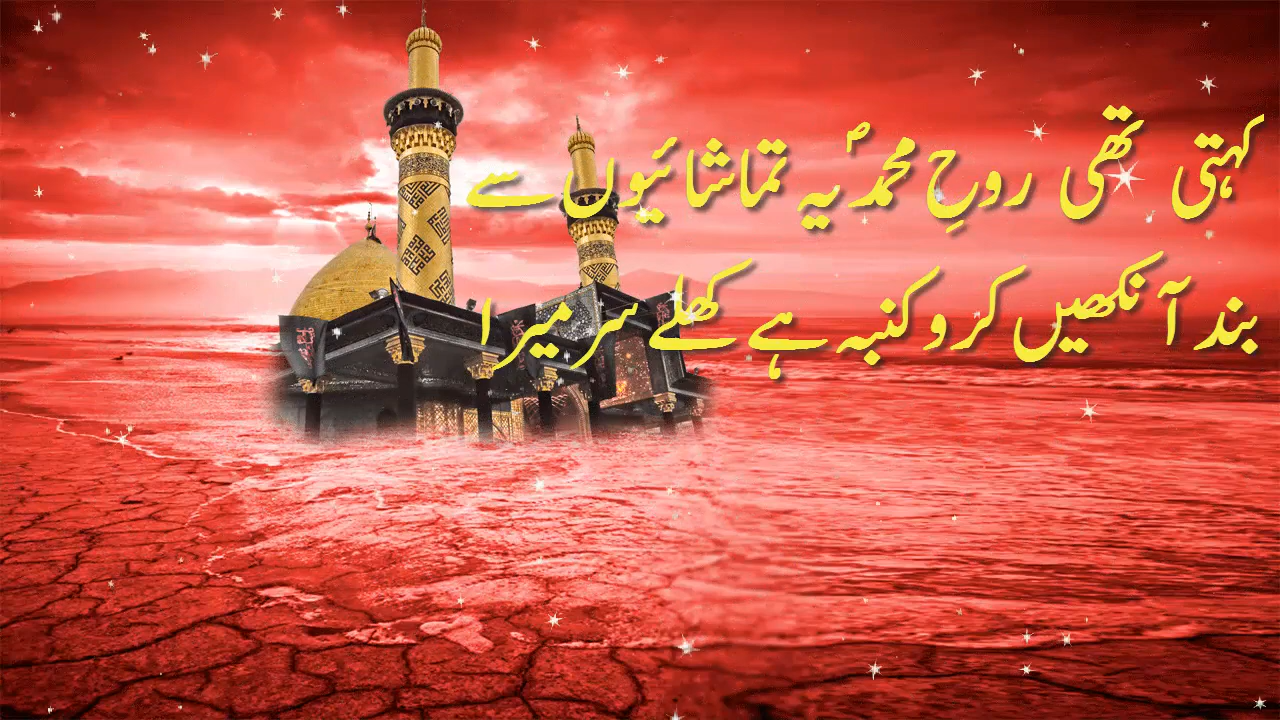 کہتی تھی روحِ محمدؐ یہ تماشائیوں سے
بند آنکھیں کرو کنبہ ہے کھلے سر میرا